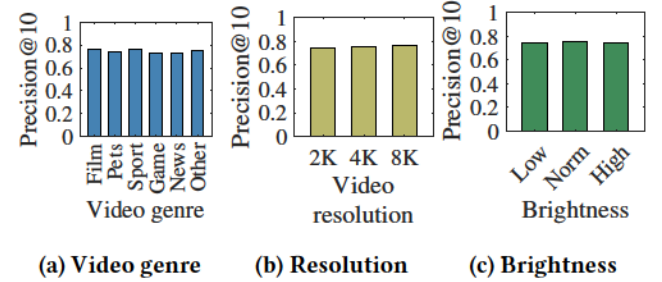 Precision@10
1
0.8
0.6
0.4
0.2
0
Film
Pets
Sport
Game
News
Other
Video genre
(a) Video genre
Precision@10
1
0.8
0.6
0.4
0.2
0
2K 4K 8K
Video
resolution
(b) Resolution
Precision@10
1
0.8
0.6
0.4
0.2
0
Low
Norm
High
Brightness
(c) Brightness